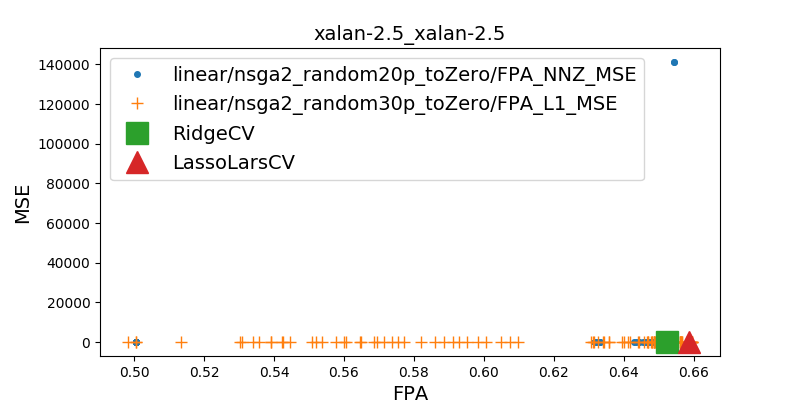 xalan-2.5_xalan-2.5
linear/nsga2_random20p_toZero/FPA_NNZ_MSE
linear/nsga2_random30p_toZero/FPA_L1_MSE
RidgeCV
LassoLarsCV
MSE
140000
120000
100000
80000
60000
40000
20000
0
0.50 0.52 0.54 0.56 0.58 0.60 0.62 0.64 0.66
FPA